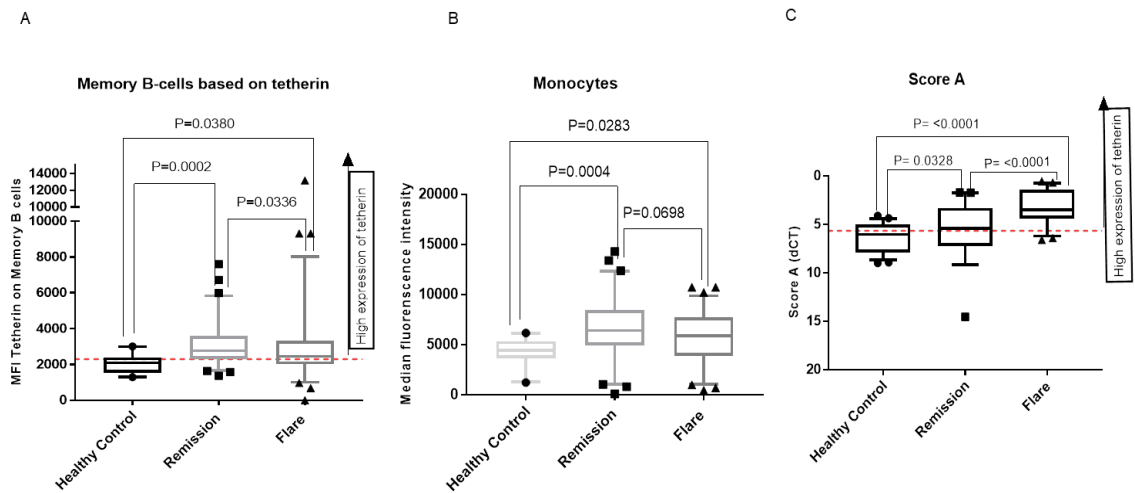 A
Memory B-cells based on tetherin
P=0.0380
P=0.0002
P=0.0336
MFI Tetherin on Memory B cells
14000
12000
10000
10000
8000
6000
4000
2000
0
Healthy Control
Remission
Flare
High expression of tetherin
B
Monocytes
P=0.0283
P=0.0004
P=0.0698
Median fluorenscence intensity
20000
15000
10000
5000
0
Healthy Control
Remission
Flare
C
Score A
P= <0.0001
P= 0.0328
P= <0.0001
Score A (dCT)
0
5
10
15
20
Healthy Control
Remission
Flare
High expression of tetherin